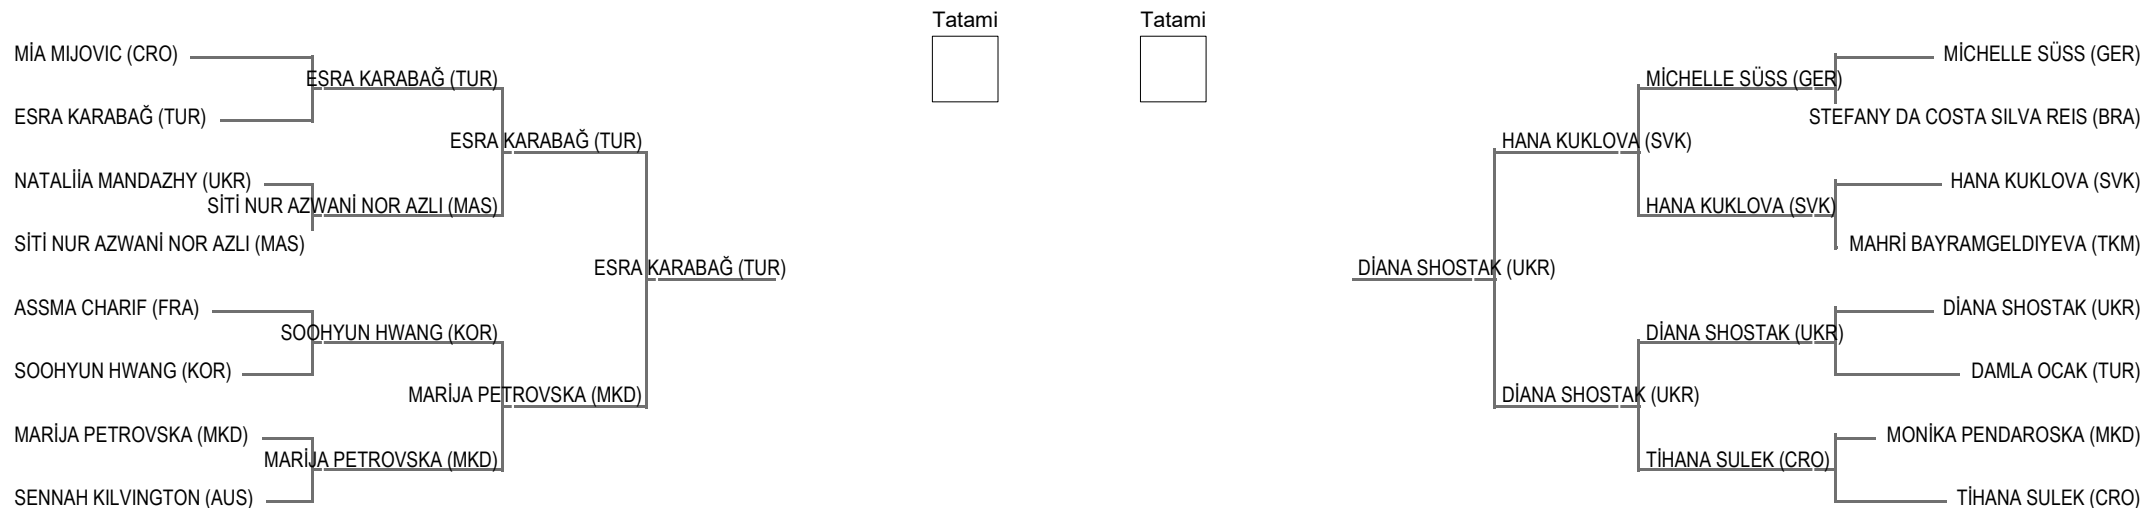 Tatami
Tatami
MİA MIJOVIC (CRO)
ESRA KARABAĞ (TUR)
ESRA KARABAĞ (TUR)
ESRA KARABAĞ (TUR)
NATALİİA MANDAZHY (UKR)
SİTİ NUR AZWANİ NOR AZLI (MAS)
SİTİ NUR AZWANİ NOR AZLI (MAS)
ESRA KARABAĞ (TUR)
ASSMA CHARIF (FRA)
SOOHYUN HWANG (KOR)
SOOHYUN HWANG (KOR)
MARİJA PETROVSKA (MKD)
MARİJA PETROVSKA (MKD)
MARİJA PETROVSKA (MKD)
SENNAH KILVINGTON (AUS)
MİCHELLE SÜSS (GER)
MİCHELLE SÜSS (GER)
STEFANY DA COSTA SILVA REIS (BRA)
HANA KUKLOVA (SVK)
HANA KUKLOVA (SVK)
HANA KUKLOVA (SVK)
MAHRİ BAYRAMGELDIYEVA (TKM)
DİANA SHOSTAK (UKR)
DİANA SHOSTAK (UKR)
DİANA SHOSTAK (UKR)
DAMLA OCAK (TUR)
DİANA SHOSTAK (UKR)
MONİKA PENDAROSKA (MKD)
TİHANA SULEK (CRO)
TİHANA SULEK (CRO)